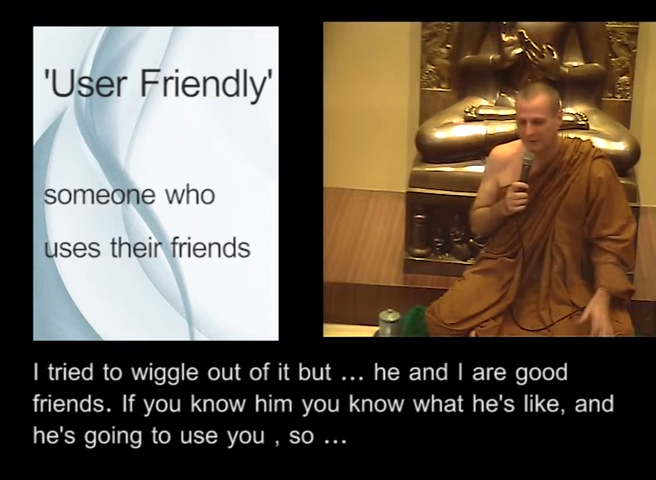 'User Friendly'
someone who
uses their friends
I tried to wiggle out of it but ... he and I are good
friends. If you know him you know what he's like, and
he's going to use you , so ...